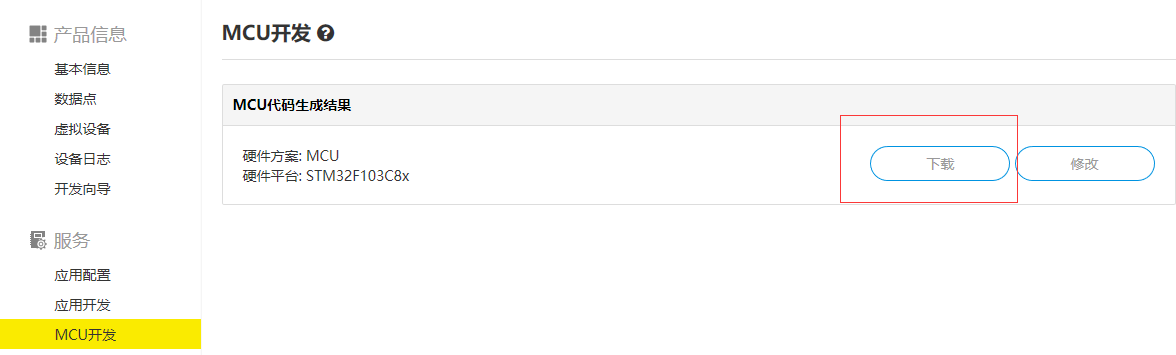 产品信息
基本信息
数据点
虚拟设备
设备日志
开发向导
服务
应用配置
应用开发
MCU开发
MCU开发 ?
MCU代码生成结果
硬件方案: MCU
硬件平台: STM32F103C8x
下载
修改